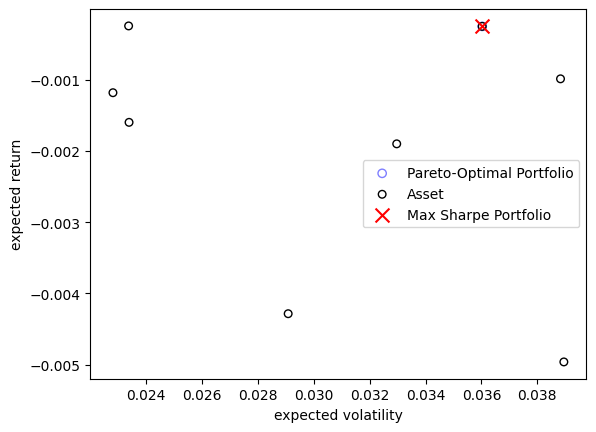 −0.001
−0.002
−0.003
−0.004
−0.005
expected return
Pareto-Optimal Portfolio
Asset
Max Sharpe Portfolio
0.024 0.026 0.028 0.030 0.032 0.034 0.036 0.038
expected volatility